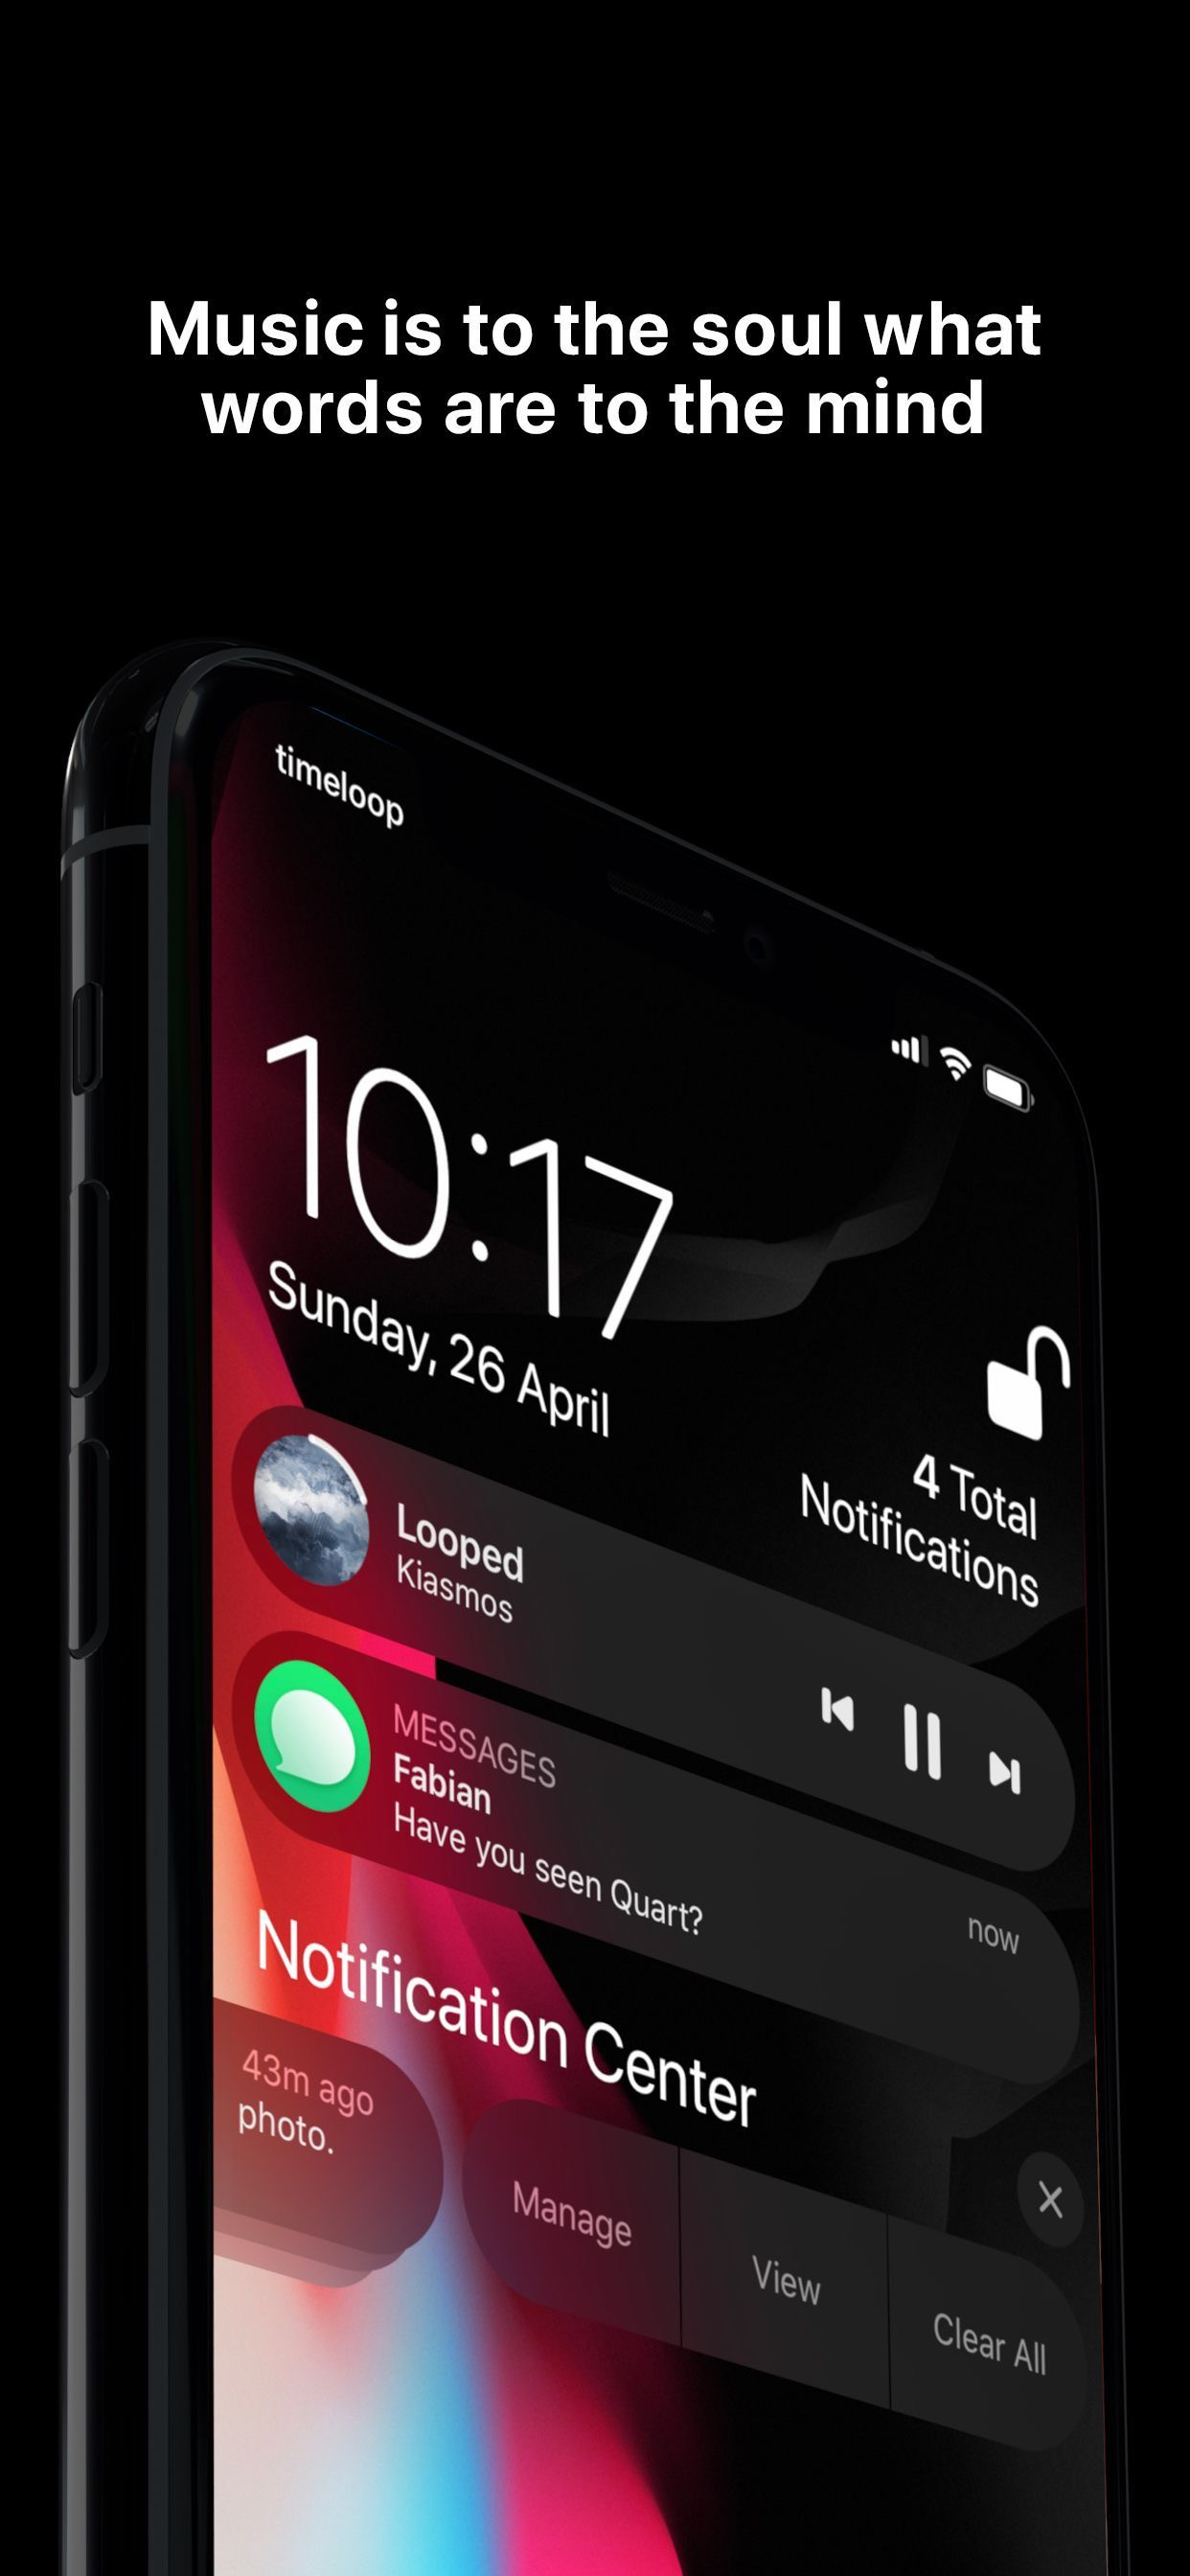 Music is to the soul what
words are to the mind
timeloop
10:17
Sunday, 26 April
4 Total
Notifications
Looped
Kiasmos
MESSAGES
Fabian
Have you seen Quart?
now
Notification Center
43m ago
photo.
Manage
View
Clear All